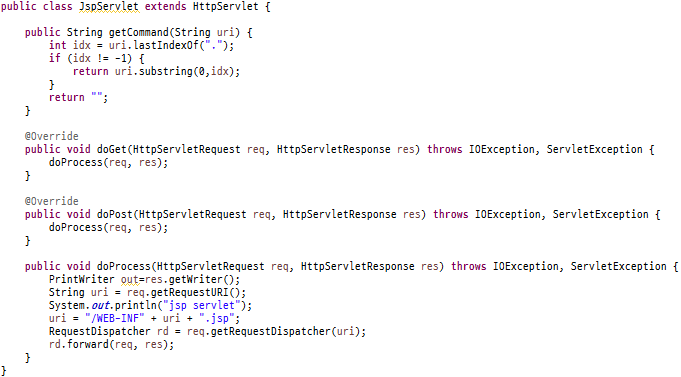 public class JspServlet extends HttpServlet {
public String getCommand(String uri) {
int idx = uri.lastIndexOf(".");
if (idx != -1) {
return uri.substring(0,idx);
}
return "";
}
@Override
public void doGet(HttpServletRequest req, HttpServletResponse res) throws IOException, ServletException {
doProcess(req, res);
}
@Override
public void doPost(HttpServletRequest req, HttpServletResponse res) throws IOException, ServletException {
doProcess(req, res);
}
public void doProcess(HttpServletRequest req, HttpServletResponse res) throws IOException, ServletException {
PrintWriter out=res.getWriter();
String uri = req.getRequestURI();
System.out.println("jsp servlet");
uri = "/WEB-INF" + uri + ".jsp";
RequestDispatcher rd = req.getRequestDispatcher(uri);
rd.forward(req, res);
}
}